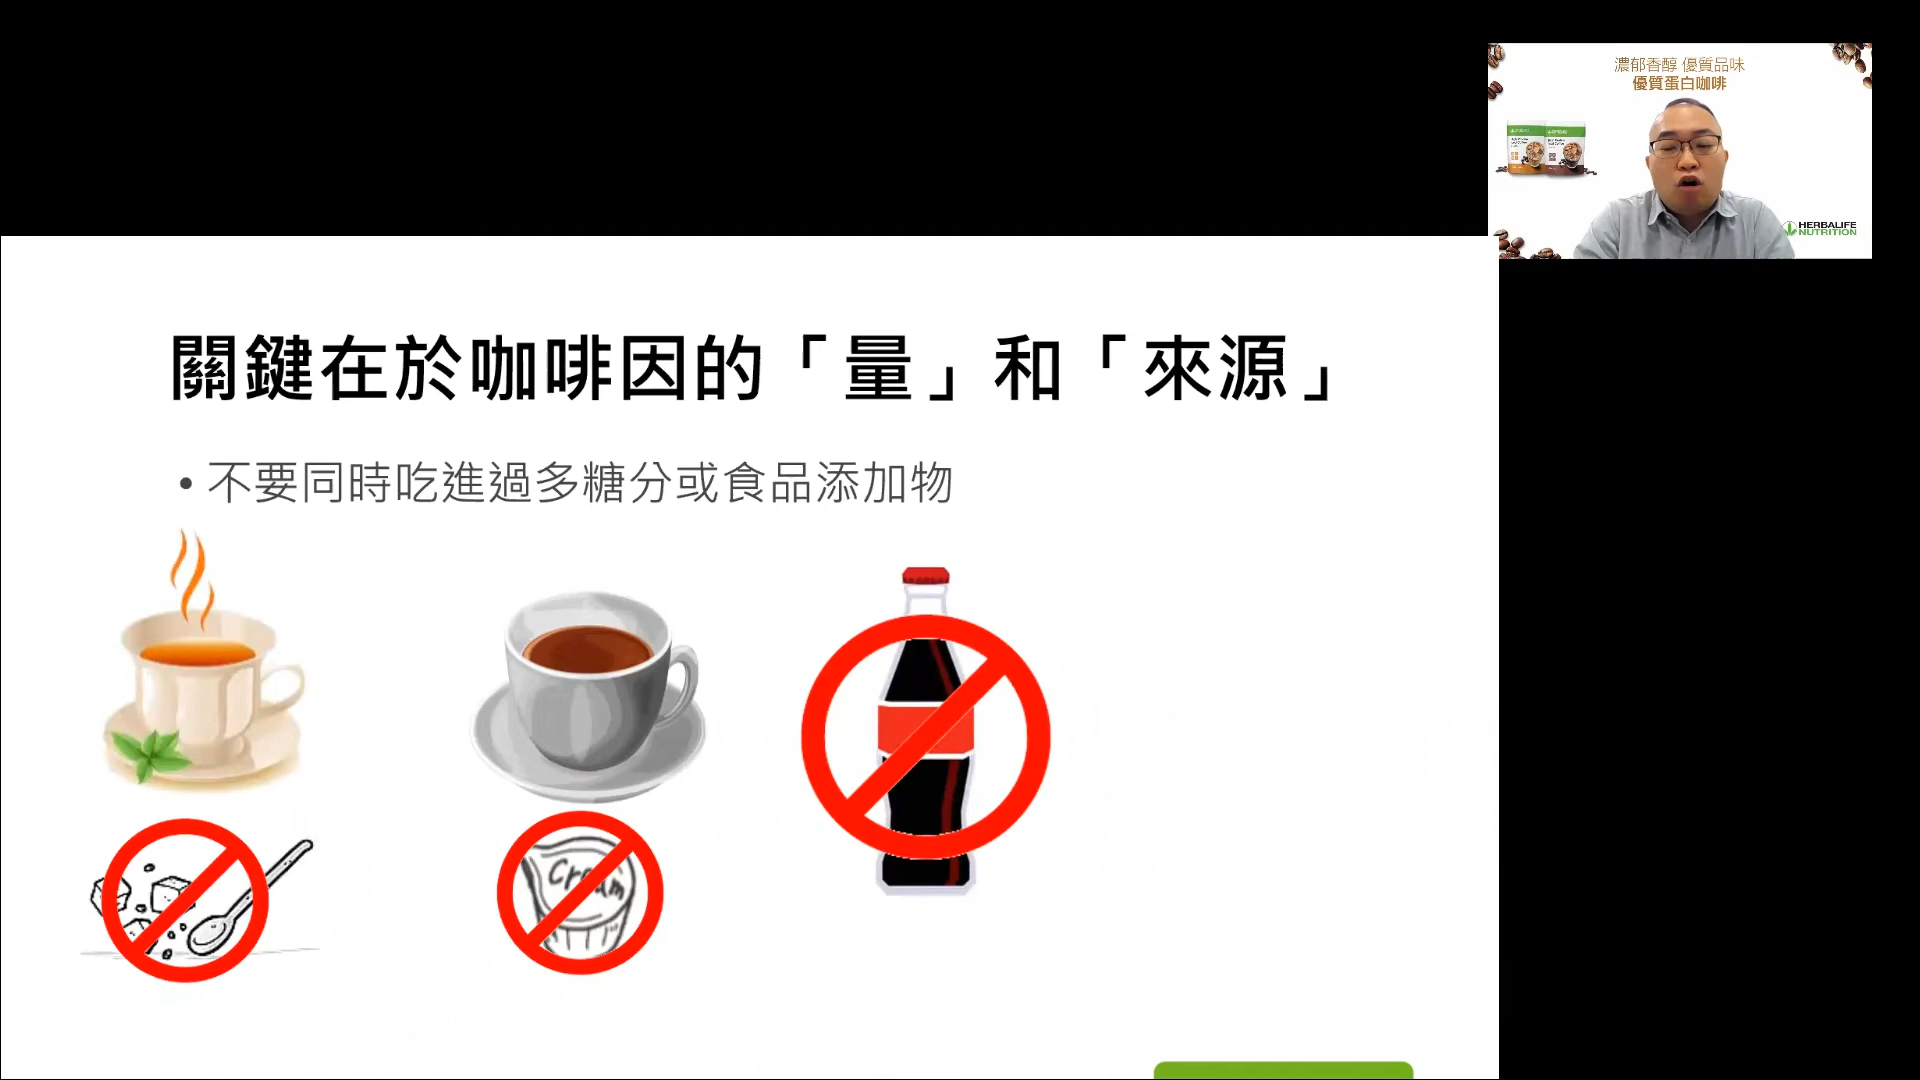 濃郁香醇 優質品味
優質蛋白咖啡
HERBALIFE
NUTRITION
關鍵在於咖啡因的「量」和「來源」
• 不要同時吃進過多糖分或食品添加物
Cream